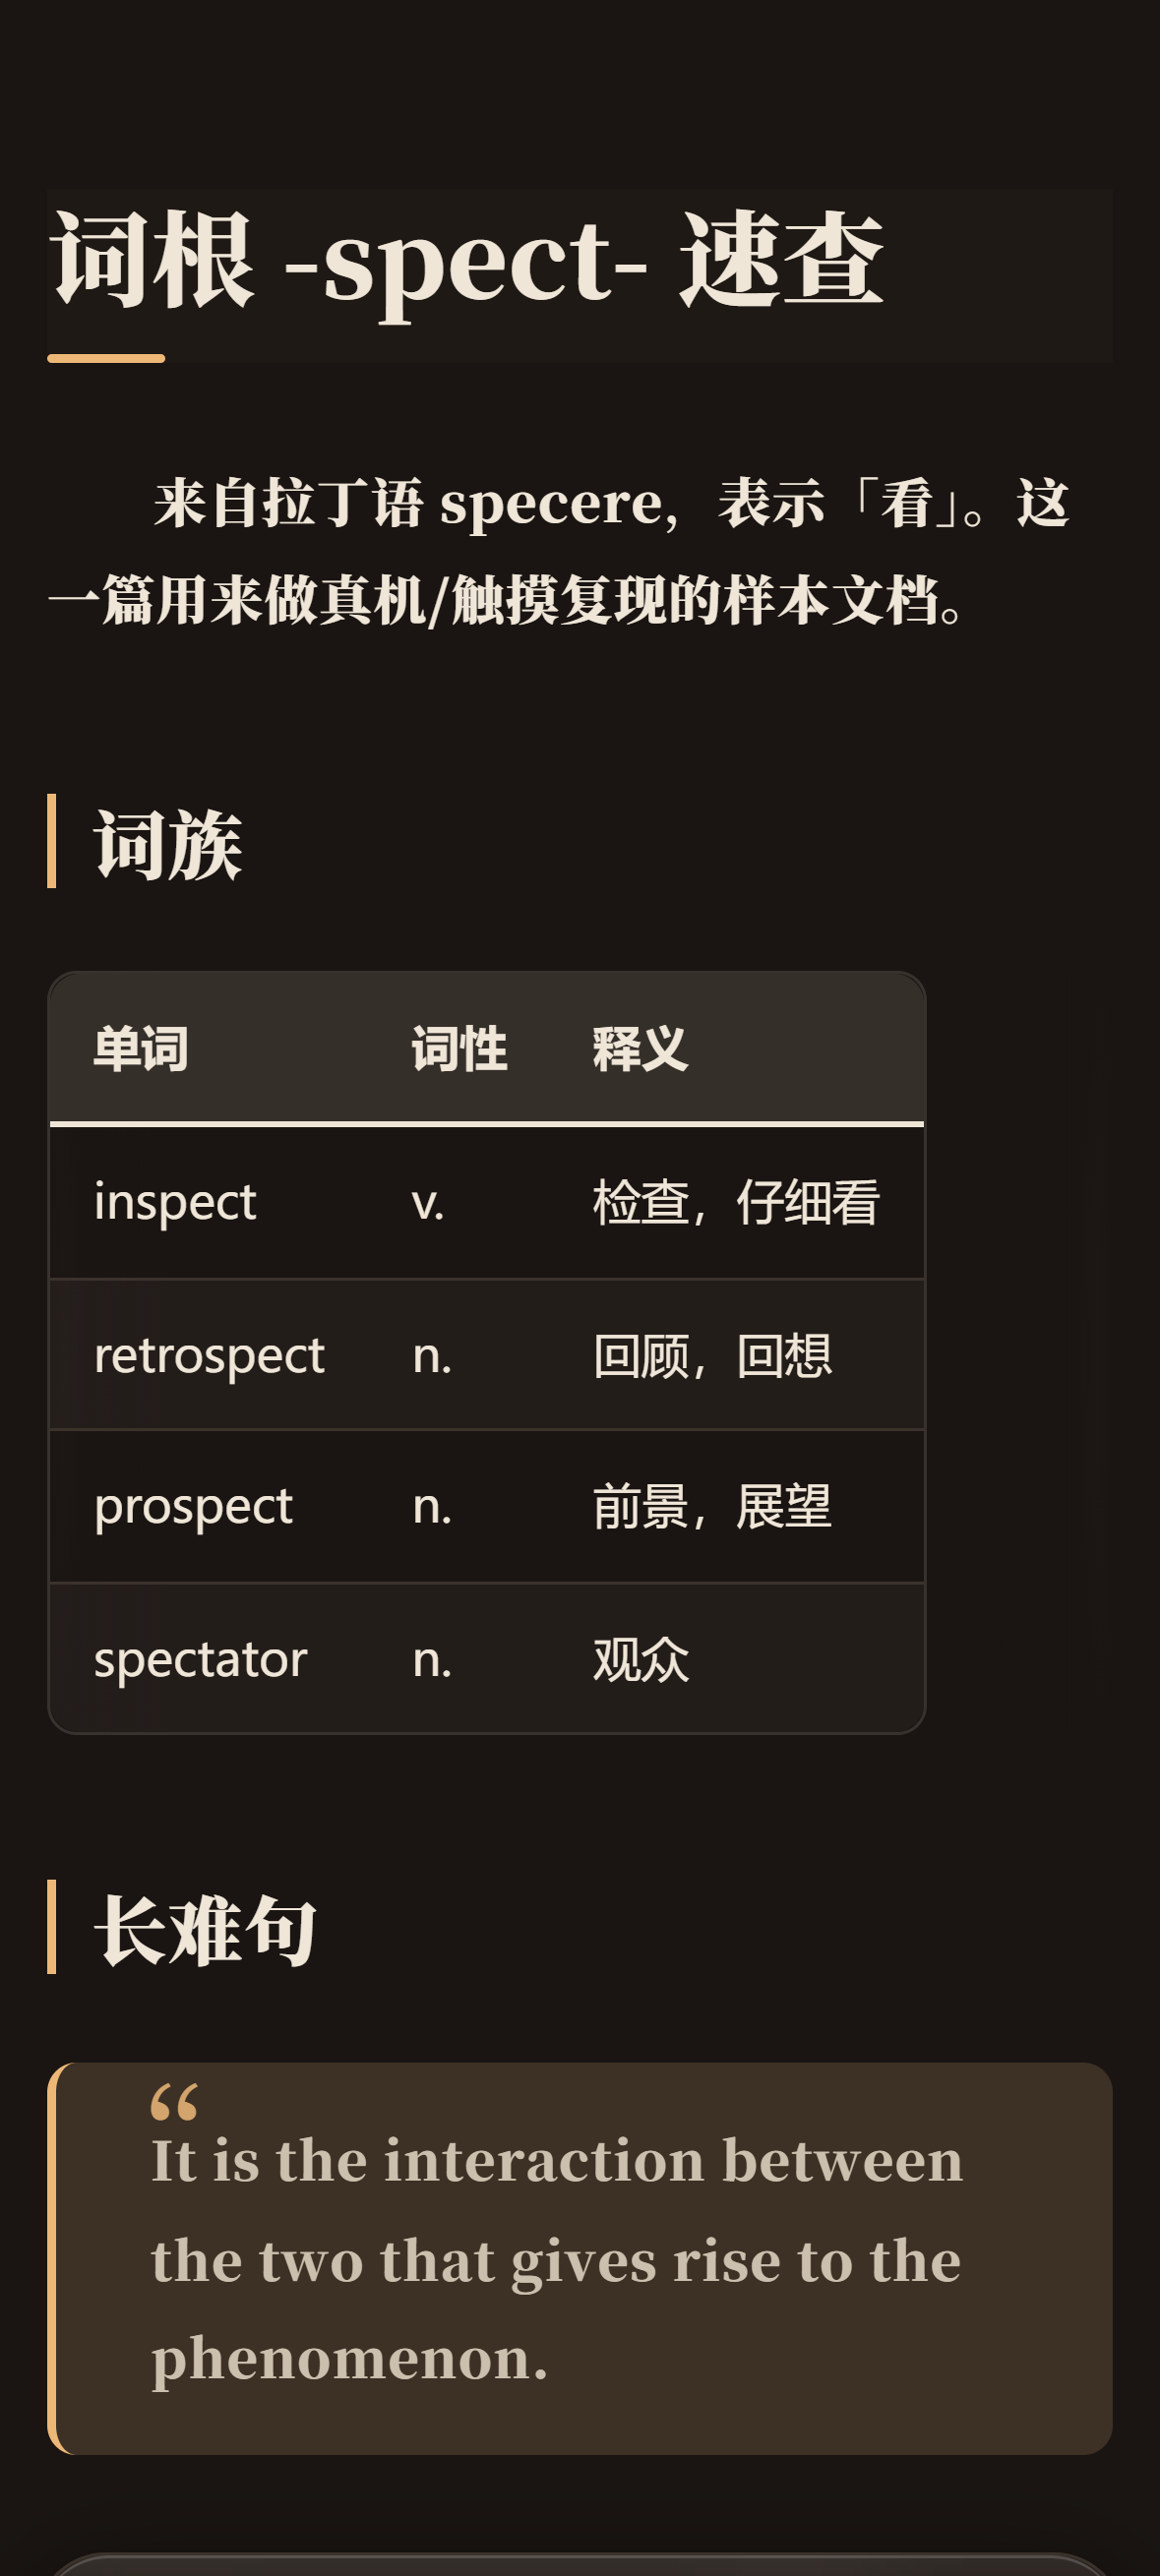 词根 -spect- 速查
来自拉丁语 specere，表示「看」。这
一篇用来做真机/触摸复现的样本文档。
词族
单词 词性 释义
inspect v. 检查，仔细看
retrospect n. 回顾，回想
prospect n. 前景，展望
spectator n. 观众
长难句
“
It is the interaction between
the two that gives rise to the
phenomenon.